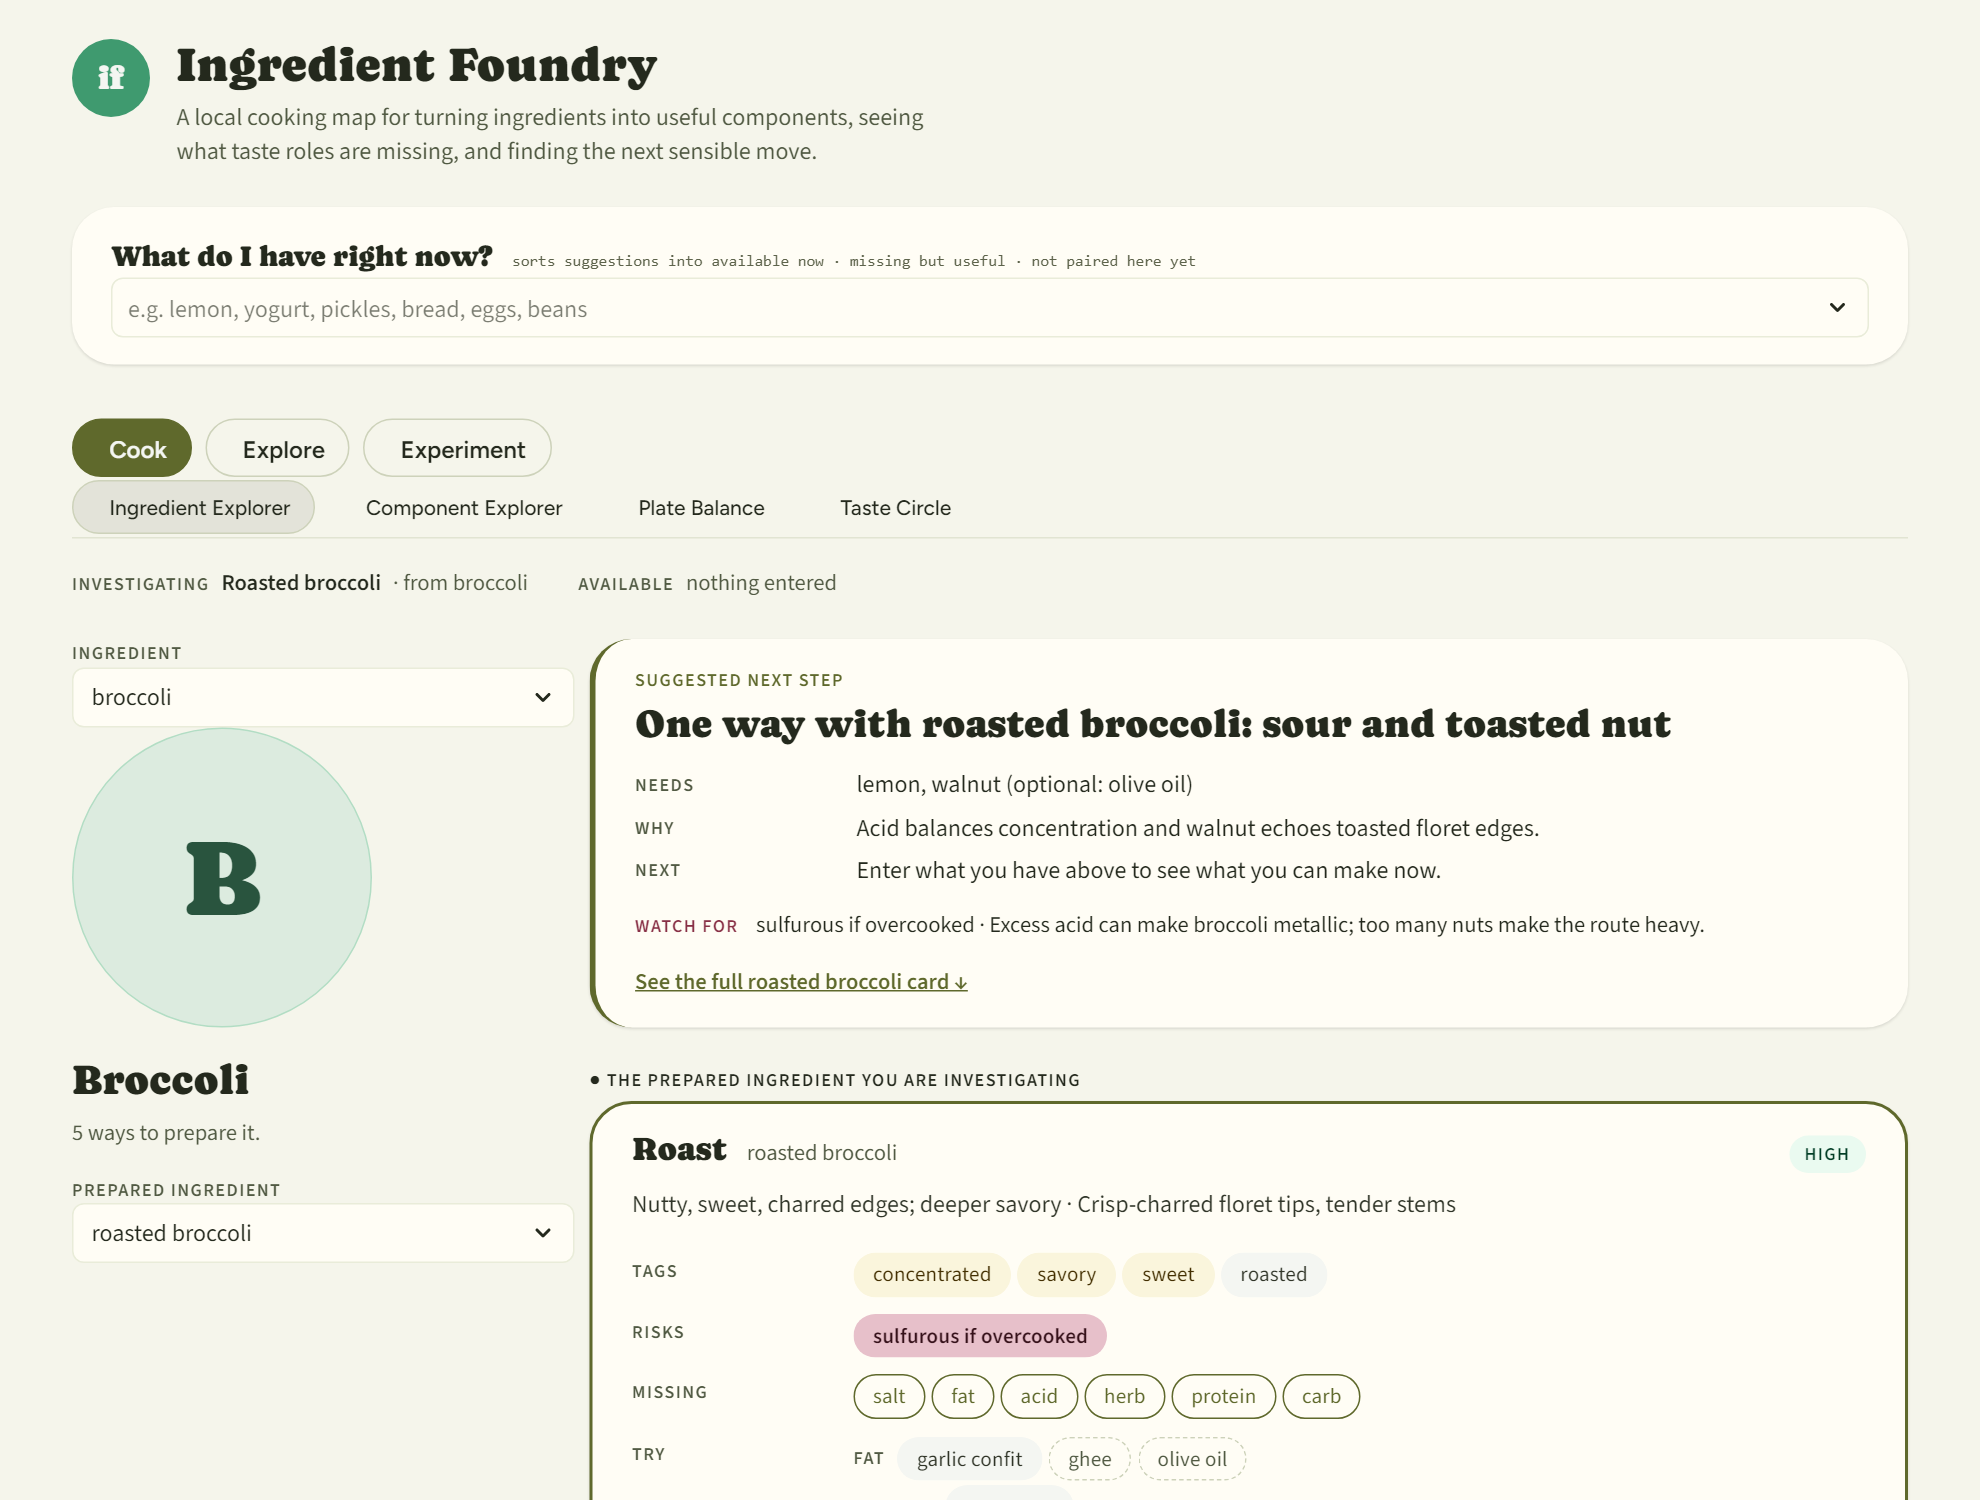 if
Ingredient Foundry
A local cooking map for turning ingredients into useful components, seeing
what taste roles are missing, and finding the next sensible move.
What do I have right now? sorts suggestions into available now · missing but useful · not paired here yet
e.g. lemon, yogurt, pickles, bread, eggs, beans
Cook Explore Experiment
Ingredient Explorer Component Explorer Plate Balance Taste Circle
INVESTIGATING Roasted broccoli · from broccoli AVAILABLE nothing entered
INGREDIENT
broccoli
B
Broccoli
5 ways to prepare it.
PREPARED INGREDIENT
roasted broccoli
SUGGESTED NEXT STEP
One way with roasted broccoli: sour and toasted nut
NEEDS lemon, walnut (optional: olive oil)
WHY Acid balances concentration and walnut echoes toasted floret edges.
NEXT Enter what you have above to see what you can make now.
WATCH FOR sulfurous if overcooked · Excess acid can make broccoli metallic; too many nuts make the route heavy.
See the full roasted broccoli card ↓
• THE PREPARED INGREDIENT YOU ARE INVESTIGATING
Roast roasted broccoli HIGH
Nutty, sweet, charred edges; deeper savory · Crisp-charred floret tips, tender stems
TAGS concentrated savory sweet roasted
RISKS sulfurous if overcooked
MISSING salt fat acid herb protein carb
TRY FAT garlic confit ghee olive oil